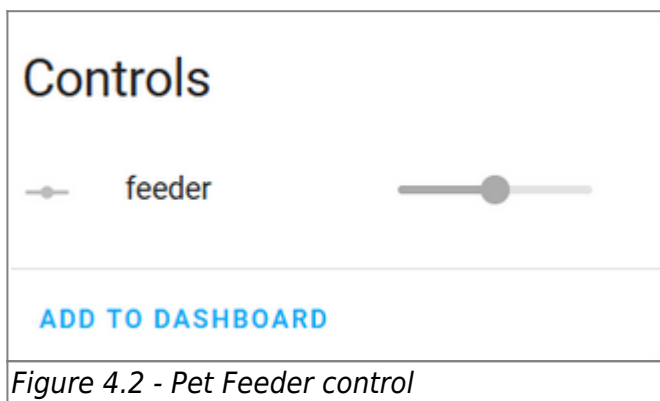 Controls
feeder
ADD TO DASHBOARD
Figure 4.2 - Pet Feeder control